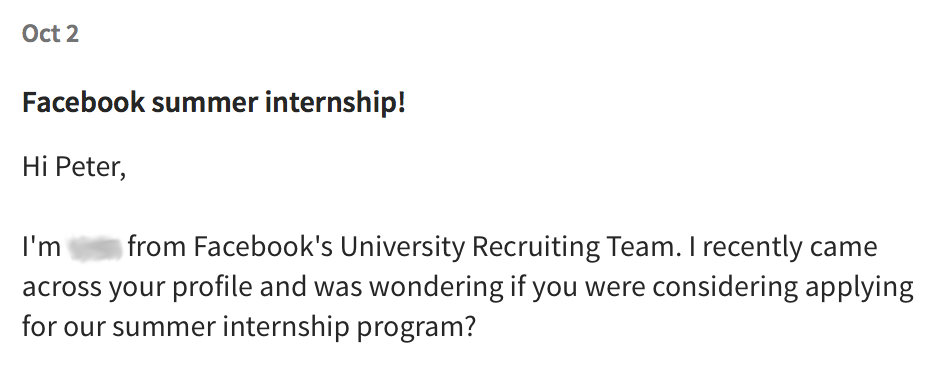 Oct 2
Facebook summer internship!
Hi Peter,
I'm from Facebook's University Recruiting Team. I recently came
across your profile and was wondering if you were considering applying
for our summer internship program?